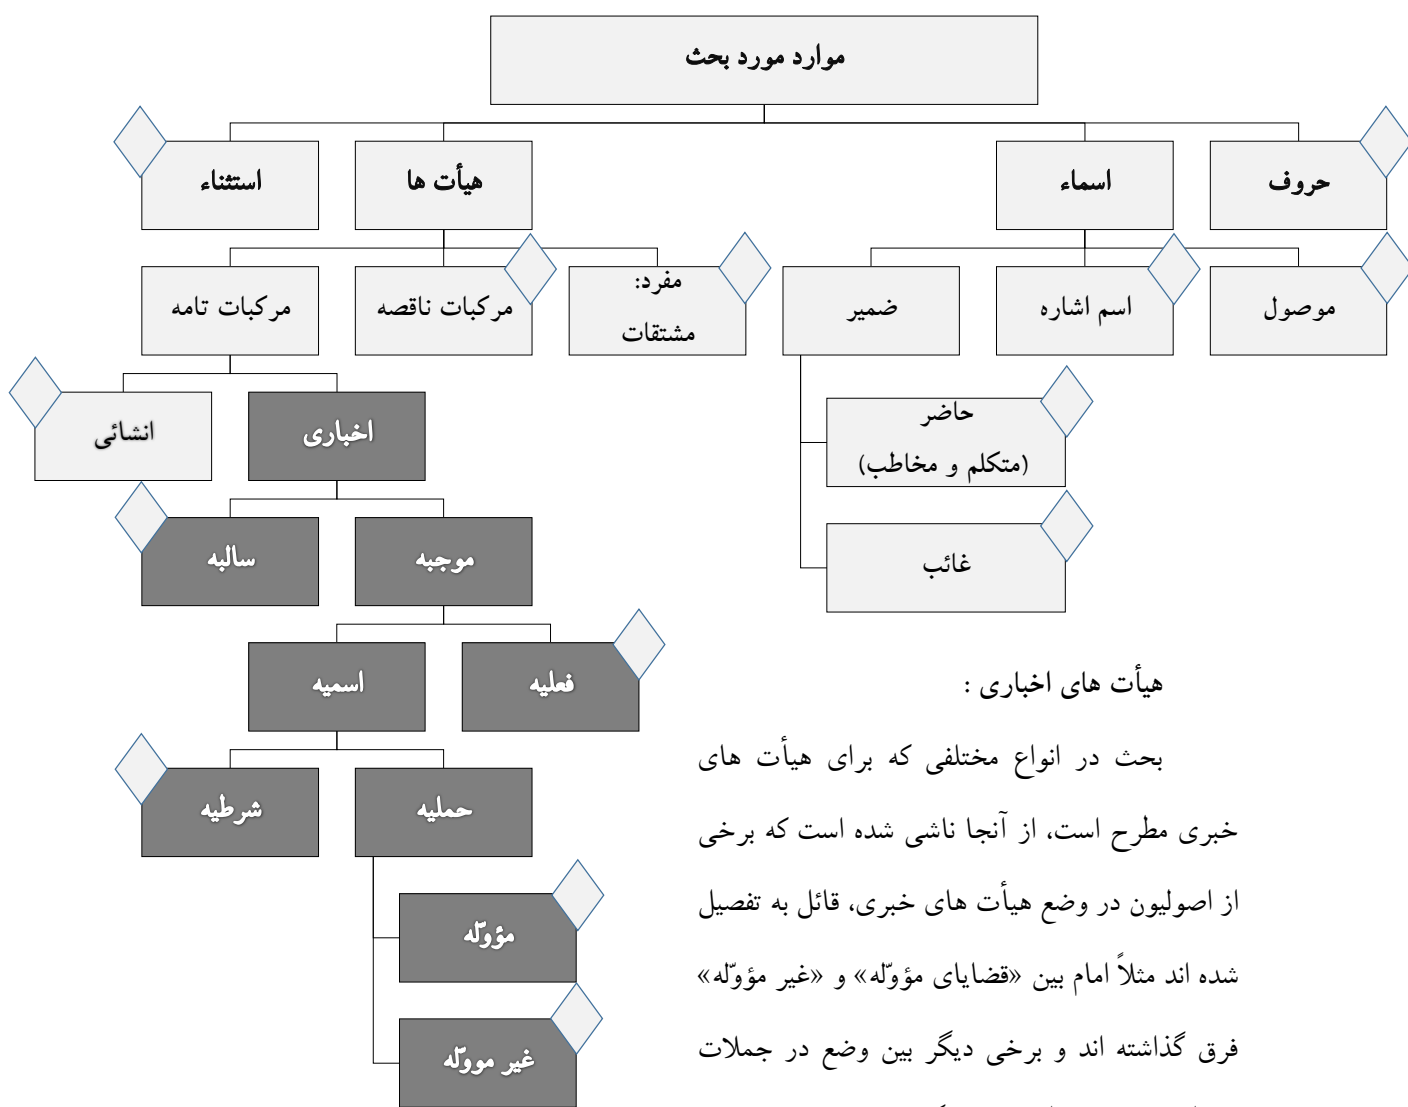 موارد مورد بحث
حروف
اسماء
هیأت ها
استثناء
موصول
اسم اشاره
ضمیر
مفرد:
مشتقات
مرکبات ناقصه
مرکبات تامه
حاضر
(متکلم و مخاطب)
غائب
اخباری
انشائی
موجبه
سالبه
فعلیه
اسمیه
حملیه
شرطیه
مؤوّله
غیر مووّله
هیأت های اخباری :
بحث در انواع مختلفی که برای هیأت های
خبری مطرح است، از آنجا ناشی شده است که برخی
از اصولیون در وضع هیأت های خبری، قائل به تفصیل
شده اند مثلاً امام بین «قضایای مؤوّله» و «غیر مؤوّله»
فرق گذاشته اند و برخی دیگر بین وضع در جملات